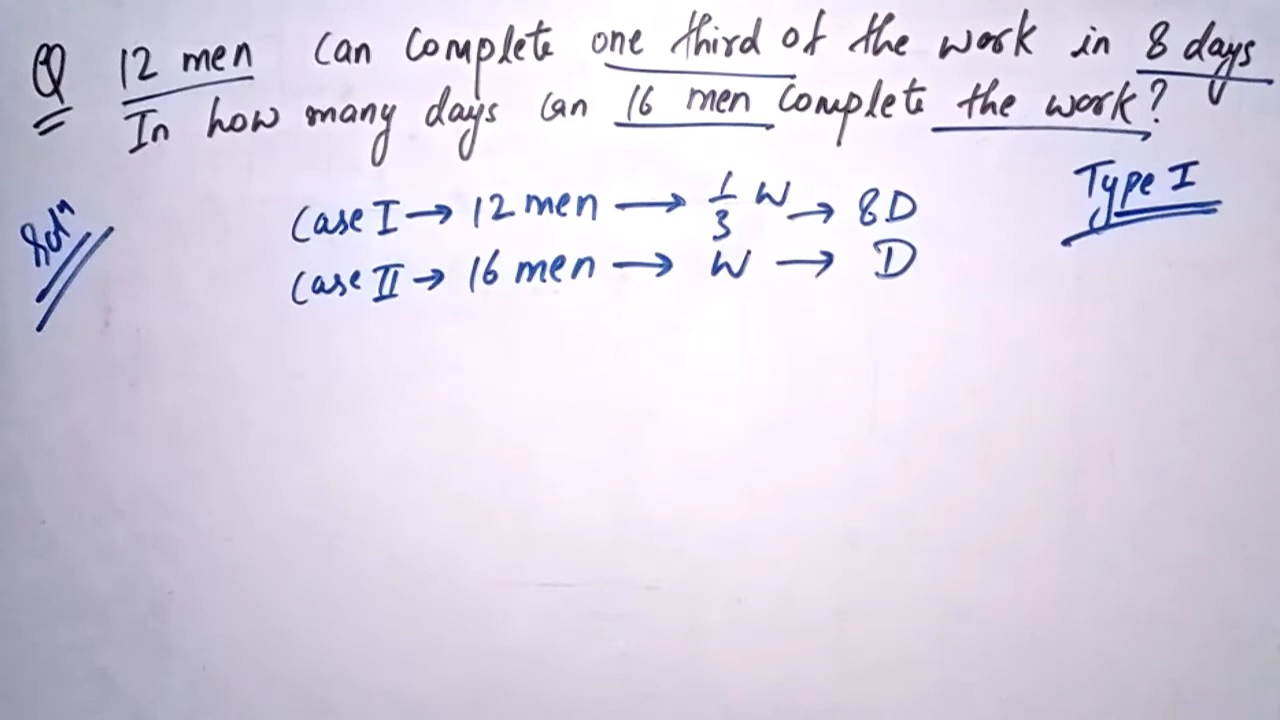 Q 12 men can complete one third of the work in 8 days
In how many days can 16 men complete the work?
Type I
Solⁿ
Case I → 12 men → 1/3 W → 8D
Case II → 16 men → W → D